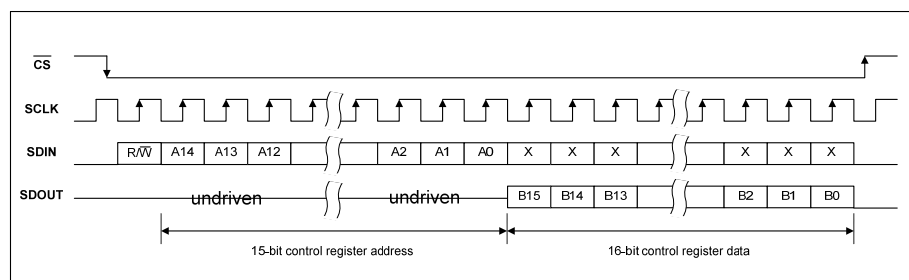 CS
SCLK
SDIN R/W A14 A13 A12 A2 A1 A0 X X X X X X
SDOUT undriven undriven B15 B14 B13 B2 B1 B0
15-bit control register address 16-bit control register data